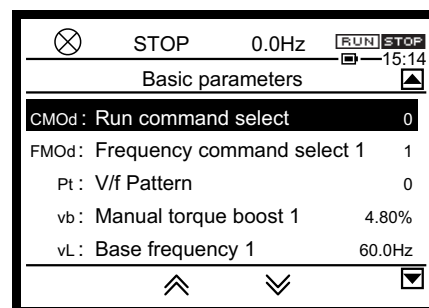 STOP 0.0Hz RUN STOP
15:14
Basic parameters
CMOd : Run command select 0
FMOd : Frequency command select 1 1
Pt : V/f Pattern 0
vb : Manual torque boost 1 4.80%
vL : Base frequency 1 60.0Hz